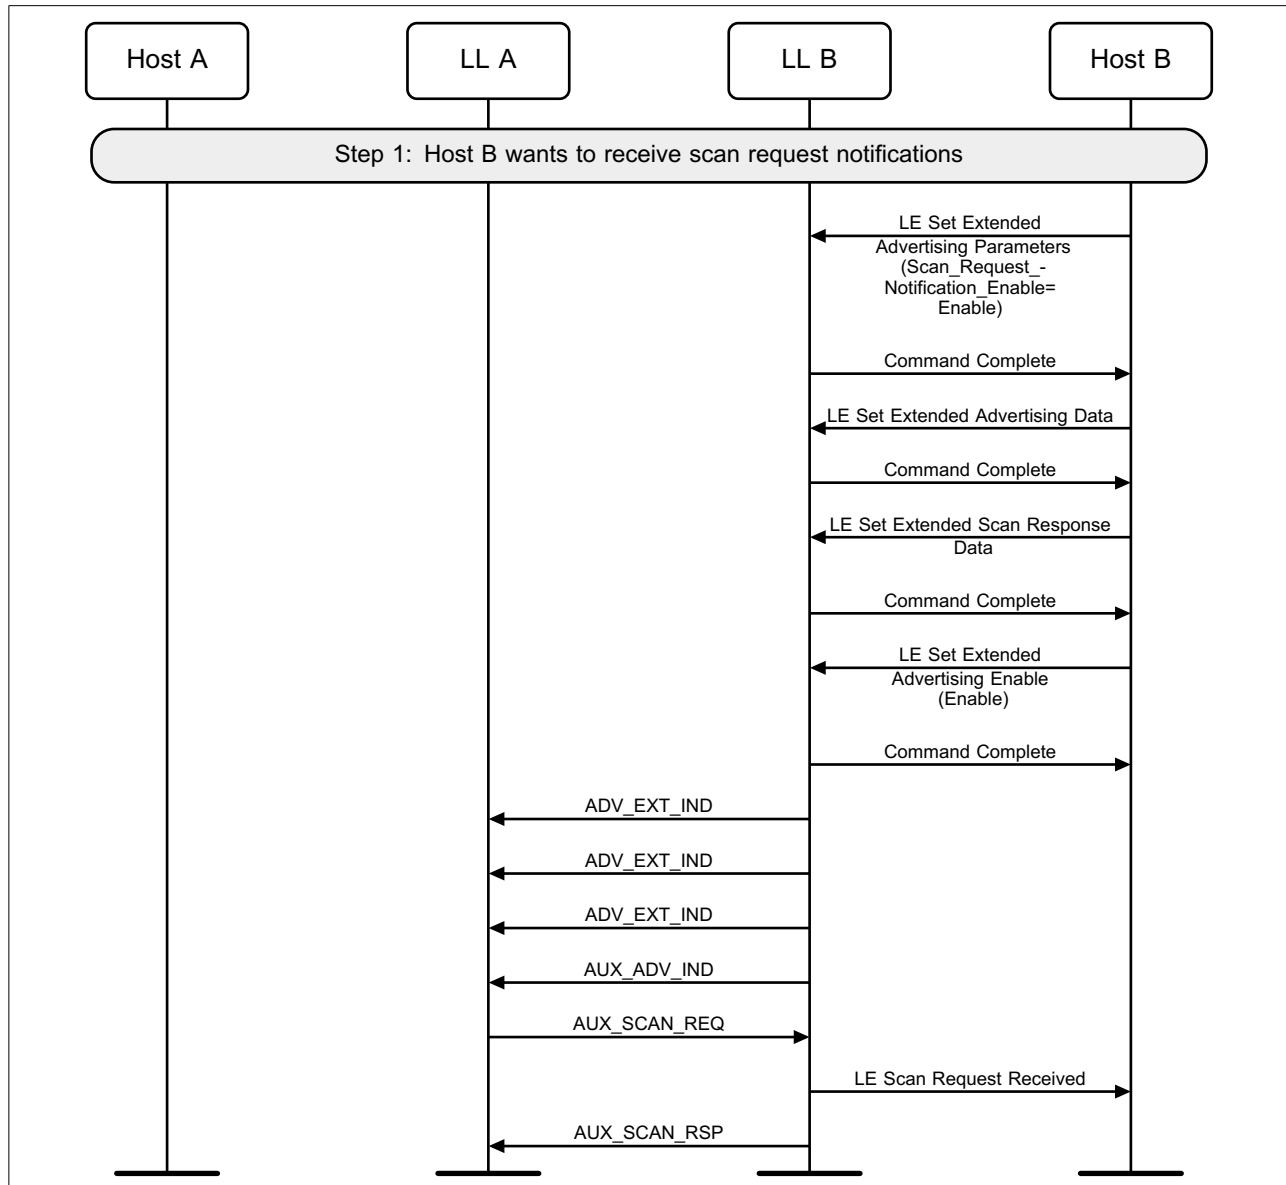 Host A
LL A
LL B
Host B
Step 1: Host B wants to receive scan request notifications
LE Set Extended
Advertising Parameters
(Scan_Request_-
Notification_Enable=
Enable)
Command Complete
LE Set Extended Advertising Data
Command Complete
LE Set Extended Scan Response
Data
Command Complete
LE Set Extended
Advertising Enable
(Enable)
Command Complete
ADV_EXT_IND
ADV_EXT_IND
ADV_EXT_IND
AUX_ADV_IND
AUX_SCAN_REQ
LE Scan Request Received
AUX_SCAN_RSP